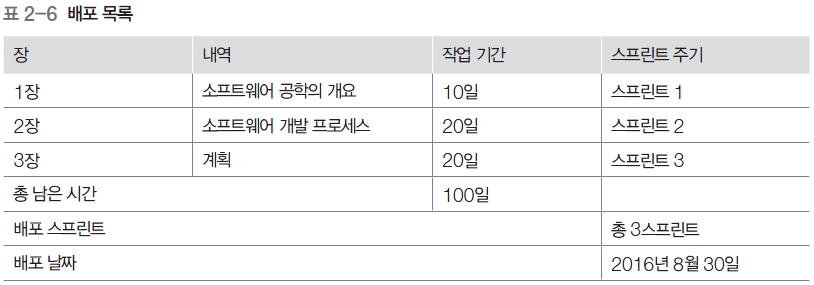 표 2-6 배포 목록
장 내역 작업 기간 스프린트 주기
1장 소프트웨어 공학의 개요 10일 스프린트 1
2장 소프트웨어 개발 프로세스 20일 스프린트 2
3장 계획 20일 스프린트 3
총 남은 시간 100일
배포 스프린트 총 3스프린트
배포 날짜 2016년 8월 30일